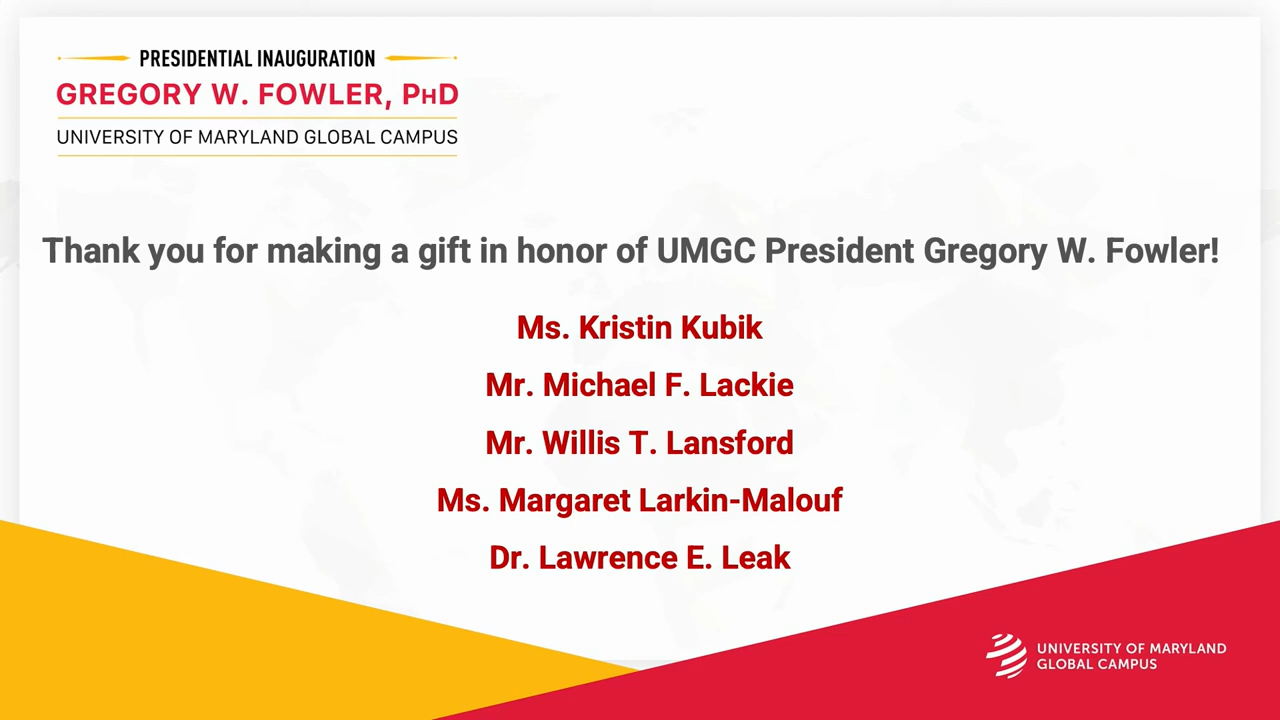 PRESIDENTIAL INAUGURATION
GREGORY W. FOWLER, PHD
UNIVERSITY OF MARYLAND GLOBAL CAMPUS
Thank you for making a gift in honor of UMGC President Gregory W. Fowler!
Ms. Kristin Kubik
Mr. Michael F. Lackie
Mr. Willis T. Lansford
Ms. Margaret Larkin-Malouf
Dr. Lawrence E. Leak
UNIVERSITY OF MARYLAND
GLOBAL CAMPUS